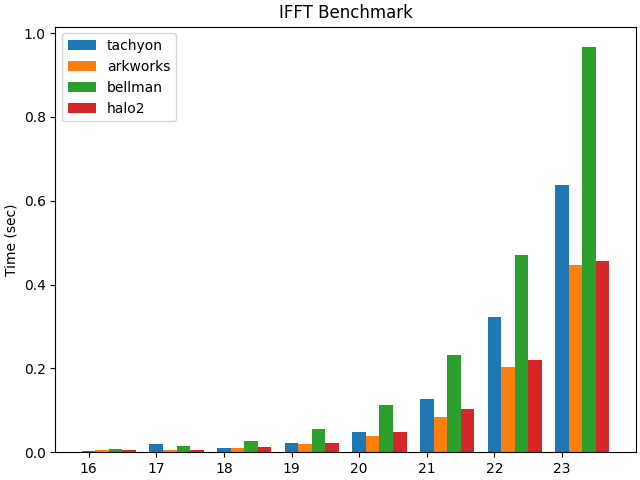 IFFT Benchmark
tachyon
arkworks
bellman
halo2
Time (sec)
1.0
0.8
0.6
0.4
0.2
0.0
16 17 18 19 20 21 22 23